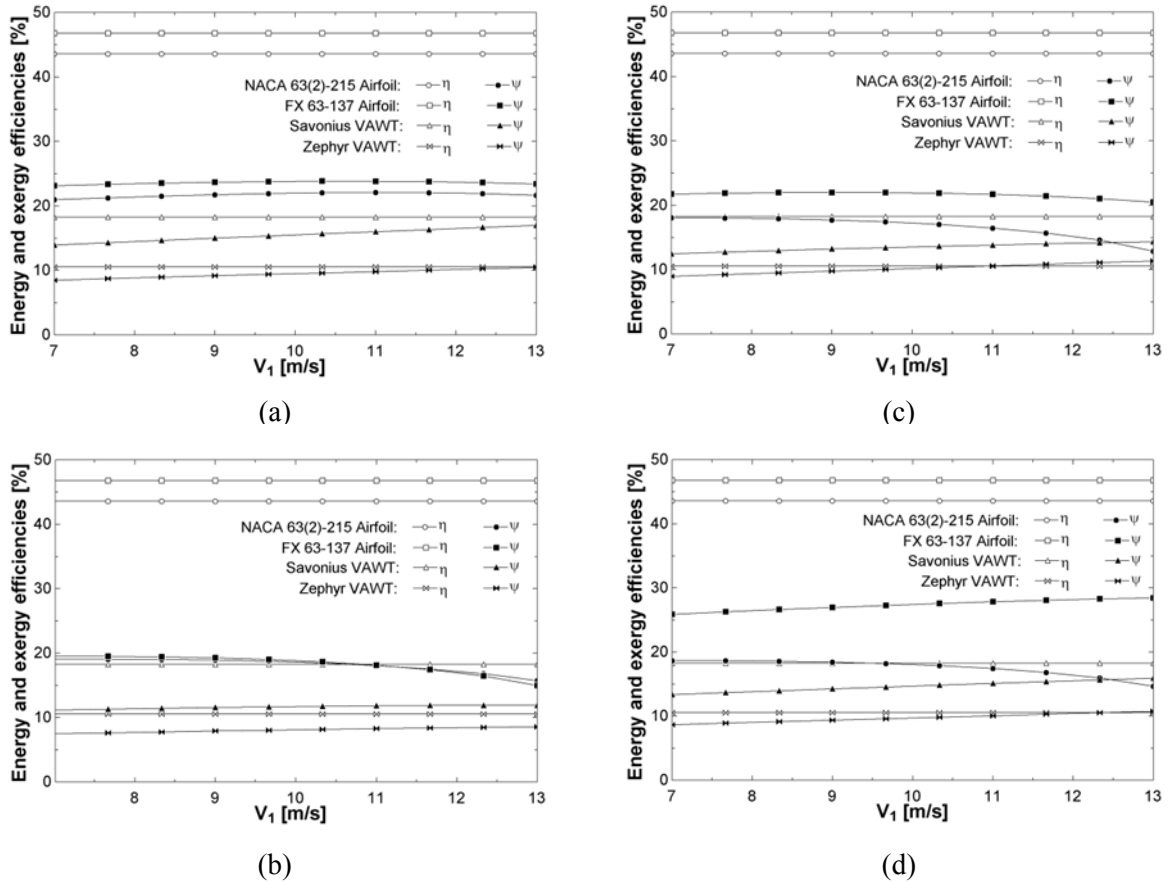 Energy and exergy efficiencies [%]
50
40
30
20
10
0
NACA 63(2)-215 Airfoil: η ψ
FX 63-137 Airfoil: η ψ
Savonius VAWT: η ψ
Zephyr VAWT: η ψ
7 8 9 10 11 12 13
V1 [m/s]
(a)
Energy and exergy efficiencies [%]
50
40
30
20
10
0
NACA 63(2)-215 Airfoil: η ψ
FX 63-137 Airfoil: η ψ
Savonius VAWT: η ψ
Zephyr VAWT: η ψ
7 8 9 10 11 12 13
V1 [m/s]
(c)
Energy and exergy efficiencies [%]
50
40
30
20
10
0
NACA 63(2)-215 Airfoil: η ψ
FX 63-137 Airfoil: η ψ
Savonius VAWT: η ψ
Zephyr VAWT: η ψ
8 9 10 11 12 13
V1 [m/s]
(b)
Energy and exergy efficiencies [%]
50
40
30
20
10
0
NACA 63(2)-215 Airfoil: η ψ
FX 63-137 Airfoil: η ψ
Savonius VAWT: η ψ
Zephyr VAWT: η ψ
7 8 9 10 11 12 13
V1 [m/s]
(d)